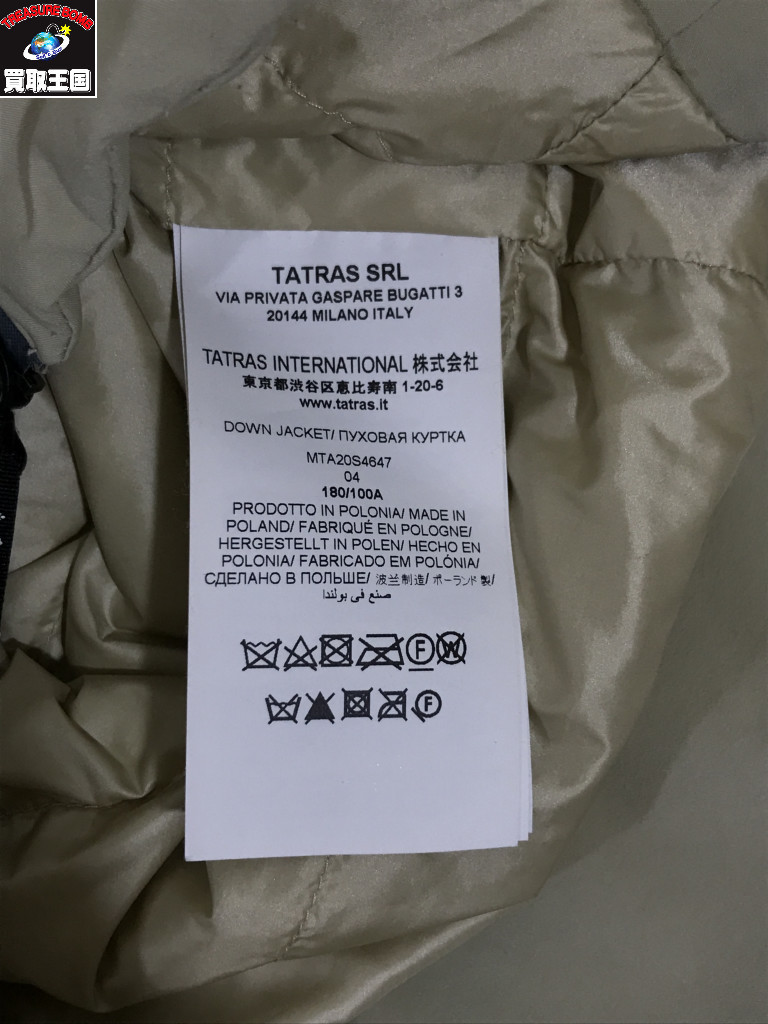 TREASURE BOMB
買取王国
TATRAS SRL
VIA PRIVATA GASPARE BUGATTI 3
20144 MILANO ITALY
TATRAS INTERNATIONAL 株式会社
東京都渋谷区恵比寿南 1-20-6
www.tatras.it
DOWN JACKET/ ПУХОВАЯ КУРТКА
MTA20S4647
04
180/100A
PRODOTTO IN POLONIA/ MADE IN
POLAND/ FABRIQUÉ EN POLOGNE/
HERGESTELLT IN POLEN/ HECHO EN
POLONIA/ FABRICADO EM POLÓNIA/
СДЕЛАНО В ПОЛЬШЕ/ 波兰制造/ ポーランド製/
صنع في بولندا
F W
F